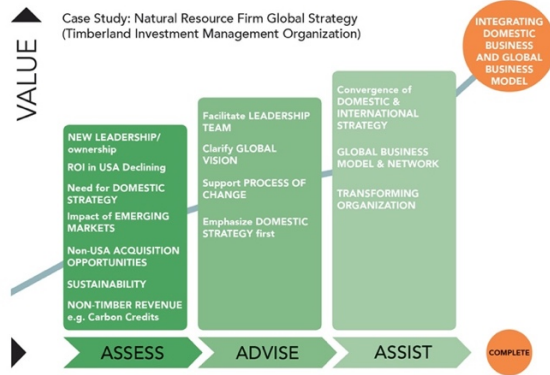 Case Study: Natural Resource Firm Global Strategy
(Timberland Investment Management Organization)
VALUE
INTEGRATING
DOMESTIC
BUSINESS
AND GLOBAL
BUSINESS
MODEL
NEW LEADERSHIP/
ownership
ROI in USA Declining
Need for DOMESTIC
STRATEGY
Impact of EMERGING
MARKETS
Non-USA ACQUISITION
OPPORTUNITIES
SUSTAINABILITY
NON-TIMBER REVENUE
e.g. Carbon Credits
Facilitate LEADERSHIP
TEAM
Clarify GLOBAL
VISION
Support PROCESS OF
CHANGE
Emphasize DOMESTIC
STRATEGY first
Convergence of
DOMESTIC &
INTERNATIONAL
STRATEGY
GLOBAL BUSINESS
MODEL & NETWORK
TRANSFORMING
ORGANIZATION
ASSESS
ADVISE
ASSIST
COMPLETE